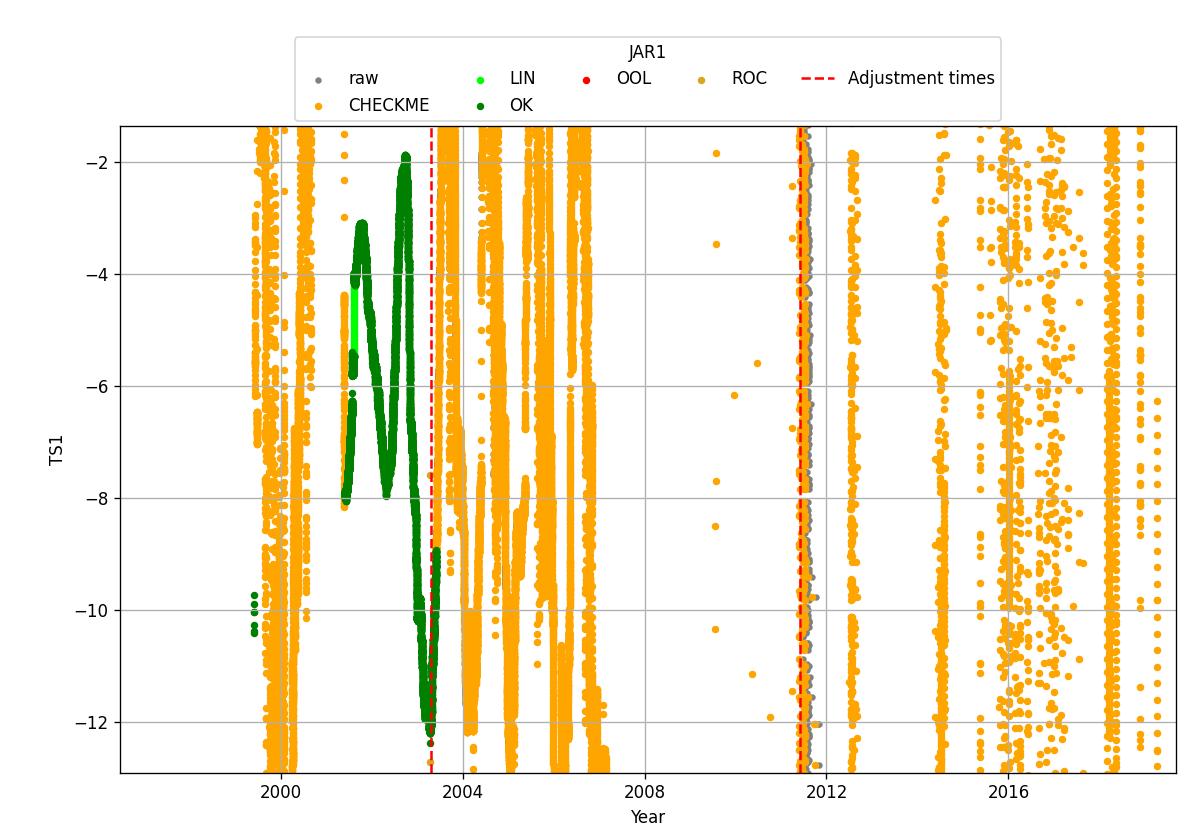 JAR1
raw LIN OOL ROC Adjustment times
CHECKME OK
−2
−4
−6
−8
−10
−12
TS1
2000 2004 2008 2012 2016
Year